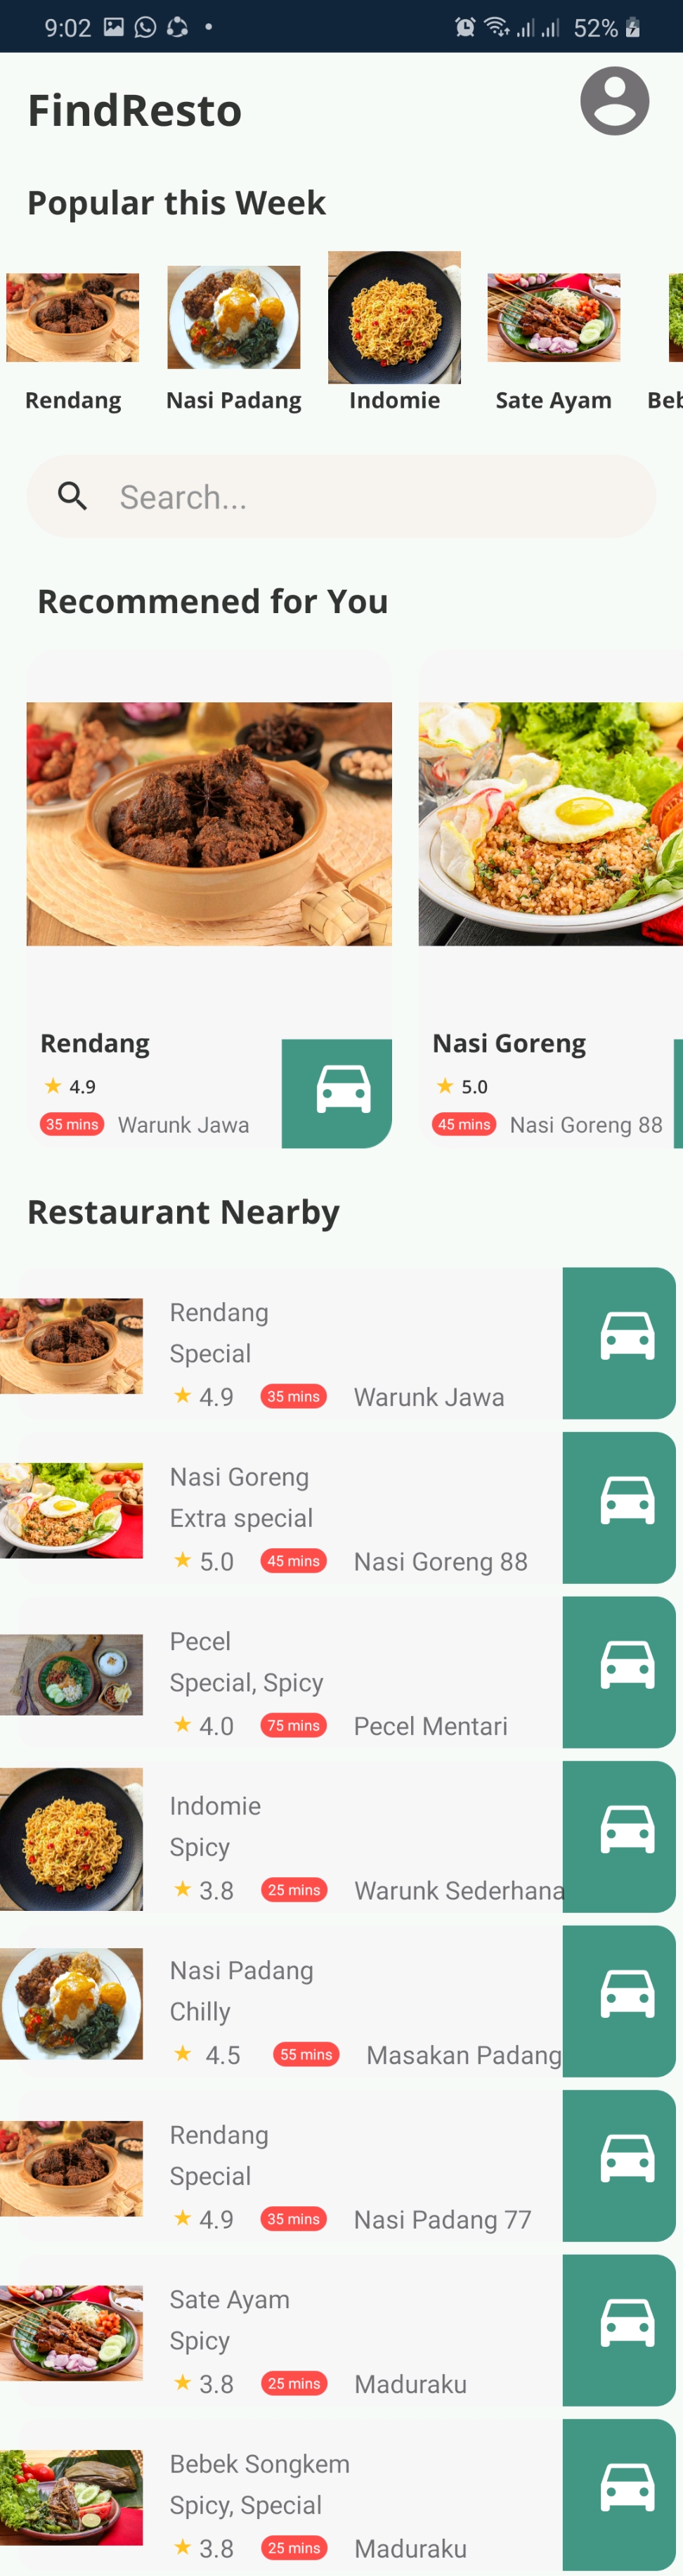 9:02 52%
FindResto
Popular this Week
Rendang Nasi Padang Indomie Sate Ayam Beb
Search...
Recommened for You
Rendang Nasi Goreng
4.9 5.0
35 mins Warunk Jawa 45 mins Nasi Goreng 88
Restaurant Nearby
Rendang
Special
4.9 35 mins Warunk Jawa
Nasi Goreng
Extra special
5.0 45 mins Nasi Goreng 88
Pecel
Special, Spicy
4.0 75 mins Pecel Mentari
Indomie
Spicy
3.8 25 mins Warunk Sederhana
Nasi Padang
Chilly
4.5 55 mins Masakan Padang
Rendang
Special
4.9 35 mins Nasi Padang 77
Sate Ayam
Spicy
3.8 25 mins Maduraku
Bebek Songkem
Spicy, Special
3.8 25 mins Maduraku